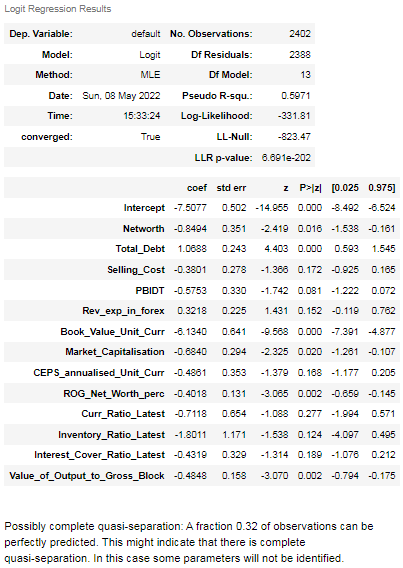 Logit Regression Results
Dep. Variable: default No. Observations: 2402
Model: Logit Df Residuals: 2388
Method: MLE Df Model: 13
Date: Sun, 08 May 2022 Pseudo R-squ.: 0.5971
Time: 15:33:24 Log-Likelihood: -331.81
converged: True LL-Null: -823.47
LLR p-value: 6.691e-202
coef std err z P>|z| [0.025 0.975]
Intercept -7.5077 0.502 -14.955 0.000 -8.492 -6.524
Networth -0.8494 0.351 -2.419 0.016 -1.538 -0.161
Total_Debt 1.0688 0.243 4.403 0.000 0.593 1.545
Selling_Cost -0.3801 0.278 -1.366 0.172 -0.925 0.165
PBIDT -0.5753 0.330 -1.742 0.081 -1.222 0.072
Rev_exp_in_forex 0.3218 0.225 1.431 0.152 -0.119 0.762
Book_Value_Unit_Curr -6.1340 0.641 -9.568 0.000 -7.391 -4.877
Market_Capitalisation -0.6840 0.294 -2.325 0.020 -1.261 -0.107
CEPS_annualised_Unit_Curr -0.4861 0.353 -1.379 0.168 -1.177 0.205
ROG_Net_Worth_perc -0.4018 0.131 -3.065 0.002 -0.659 -0.145
Curr_Ratio_Latest -0.7118 0.654 -1.088 0.277 -1.994 0.571
Inventory_Ratio_Latest -1.8011 1.171 -1.538 0.124 -4.097 0.495
Interest_Cover_Ratio_Latest -0.4319 0.329 -1.314 0.189 -1.076 0.212
Value_of_Output_to_Gross_Block -0.4848 0.158 -3.070 0.002 -0.794 -0.175
Possibly complete quasi-separation: A fraction 0.32 of observations can be
perfectly predicted. This might indicate that there is complete
quasi-separation. In this case some parameters will not be identified.